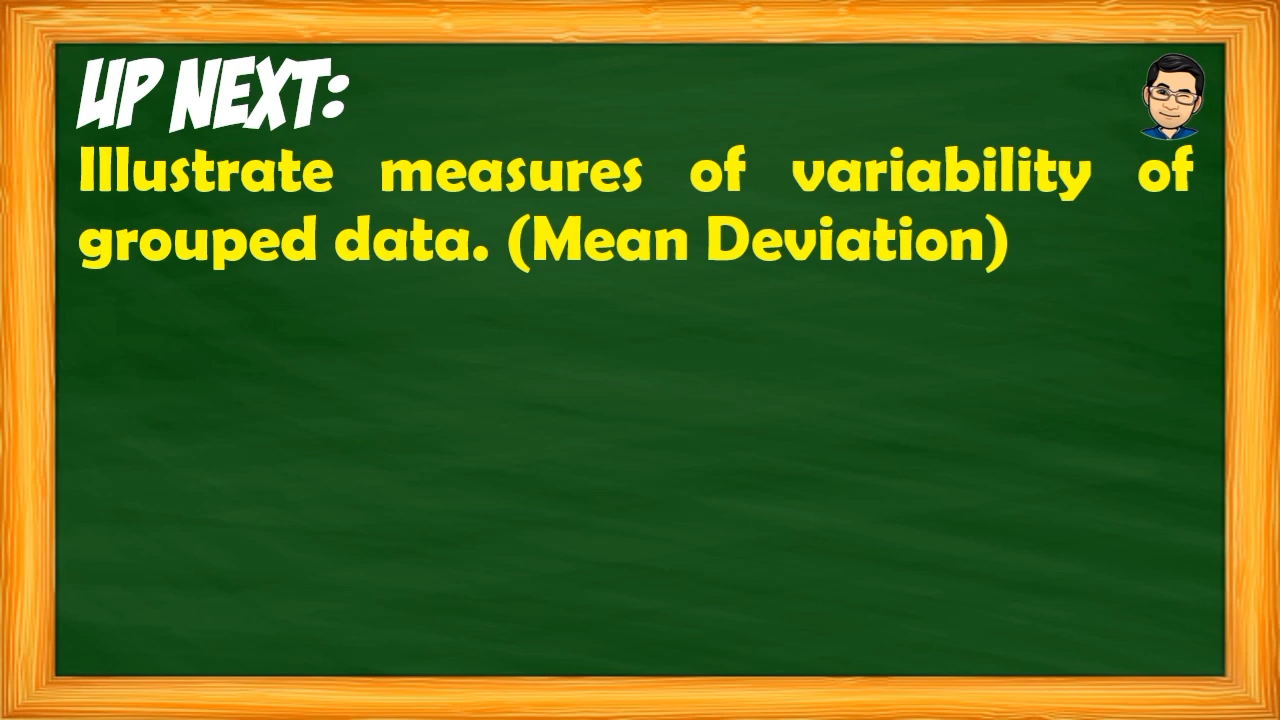 UP NEXT:
Illustrate measures of variability of
grouped data. (Mean Deviation)